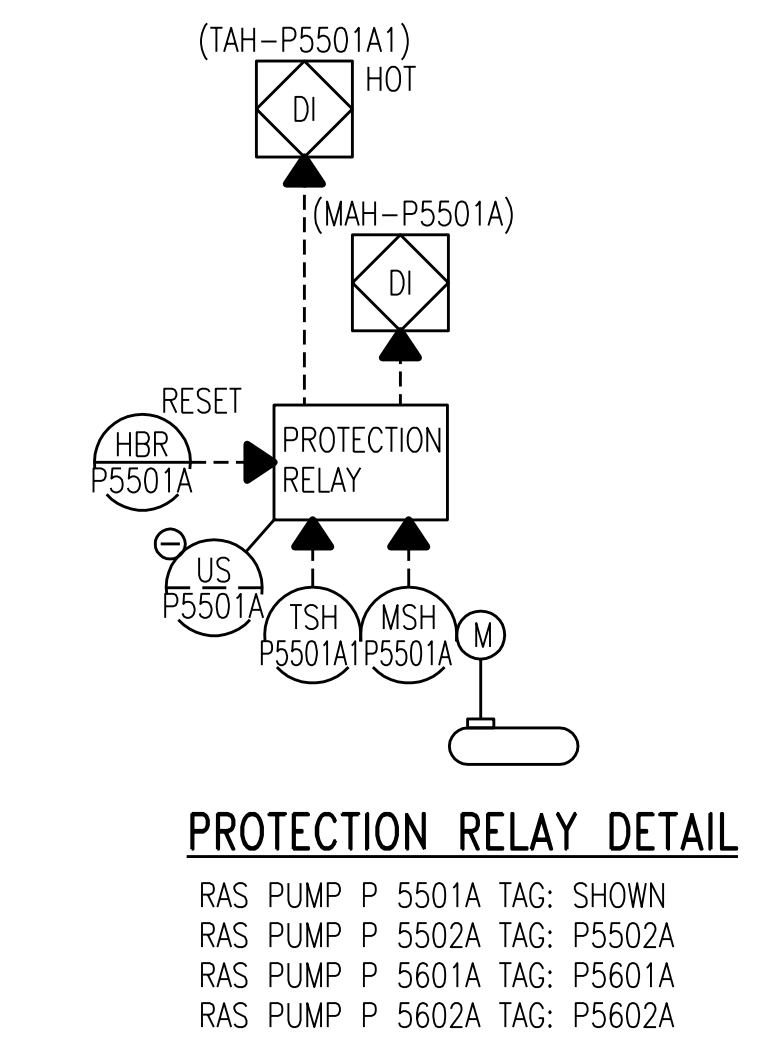 (TAH-P5501A1)
HOT
DI
(MAH-P5501A)
DI
RESET
HBR
P5501A
PROTECTION
RELAY
US
P5501A
TSH
P5501A1
MSH
P5501A
M
PROTECTION RELAY DETAIL
RAS PUMP P 5501A TAG: SHOWN
RAS PUMP P 5502A TAG: P5502A
RAS PUMP P 5601A TAG: P5601A
RAS PUMP P 5602A TAG: P5602A